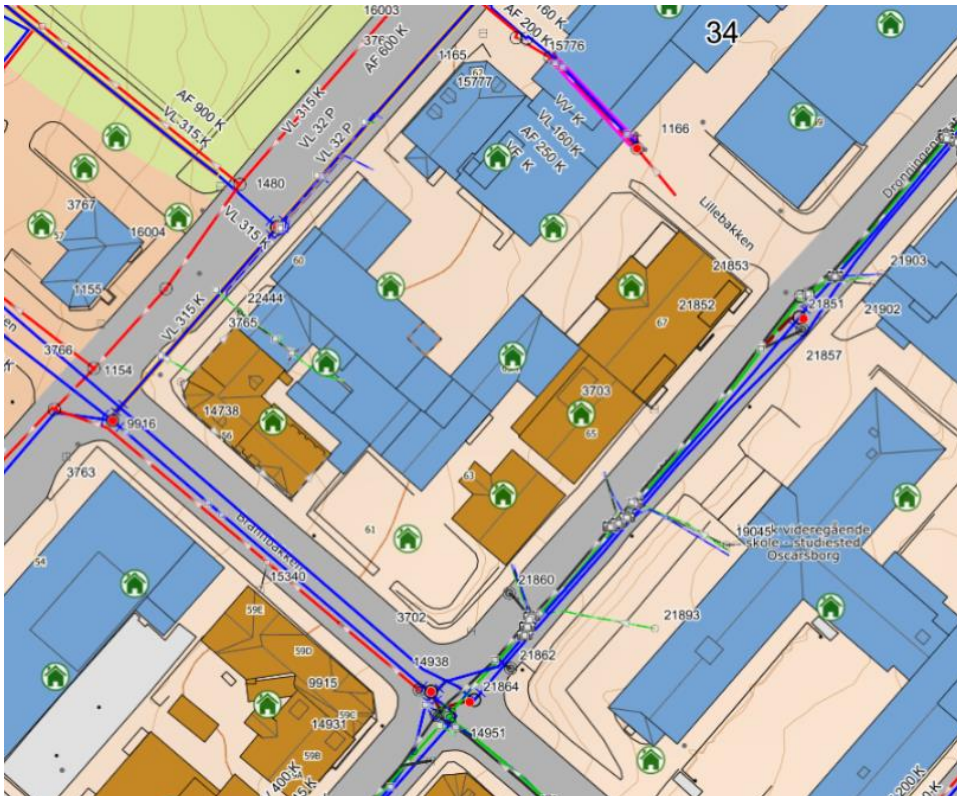 16003
34
160 K
AF 200 K
15776
376
AF 600 K
1165
62
15777
AF 900 K
VL 315 K
VL 315 K
VL 32 P
VL 32 P
VV K
VL 160 K
AF 250 K
VF K
1166
Dronningens
1480
3767
57
16004
VL 315 K
Lillebakken
60
1155
22444
VL 315 K
3765
21853
21852
67
21903
21851
21902
21857
3766
1154
3703
14738
66
65
9916
63
3763
61
Brannbakken
54
19045
k videregående
skole - studiested
Oscarsborg
15340
59E
21860
3702
21893
59D
14938
21862
9915
21864
59C
14931
14951
59B
400 K
200 K